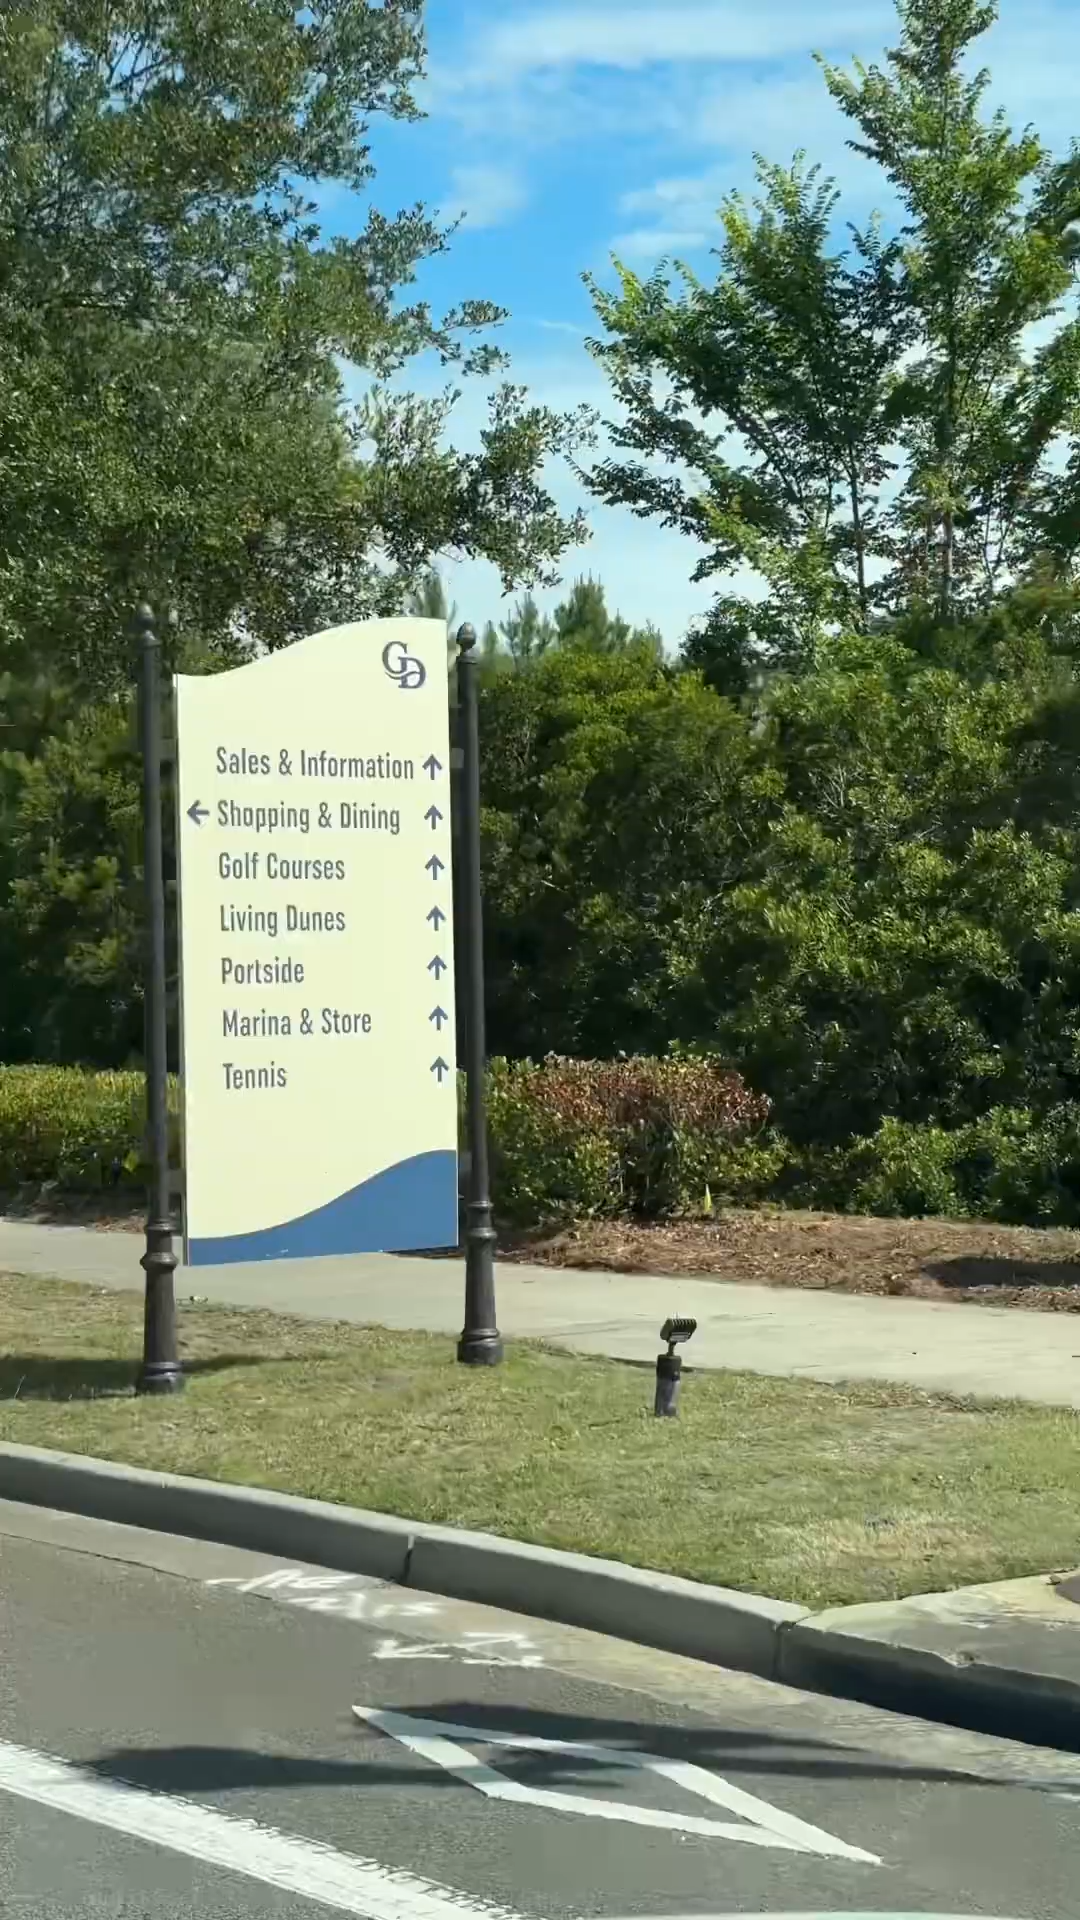 GD
Sales & Information ↑
← Shopping & Dining ↑
Golf Courses ↑
Living Dunes ↑
Portside ↑
Marina & Store ↑
Tennis ↑